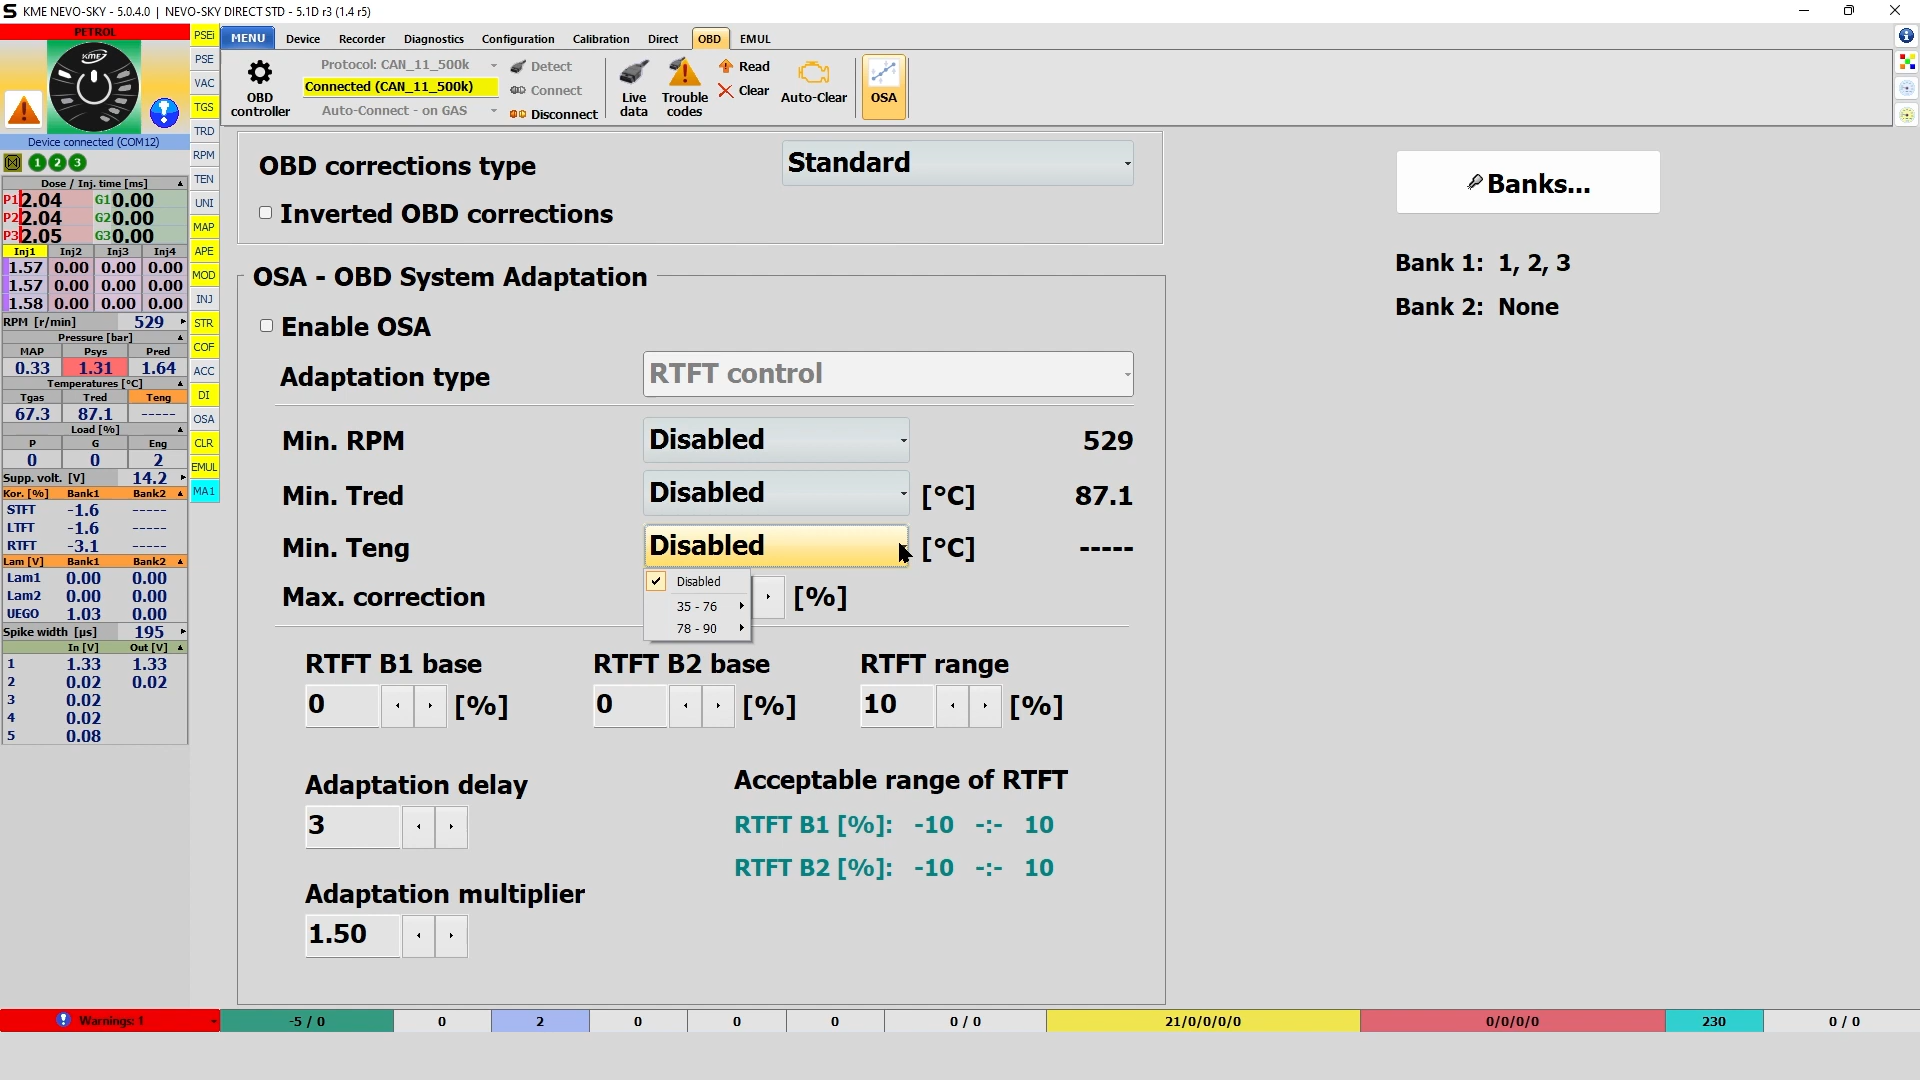 KME NEVO-SKY - 5.0.4.0 | NEVO-SKY DIRECT STD - 5.1D r3 (1.4 r5)
PETROL
KME
Device connected (COM12)
1 2 3
Dose / Inj. time [ms]
P1 2.04 G1 0.00
P2 2.04 G2 0.00
P3 2.05 G3 0.00
Inj1 Inj2 Inj3 Inj4
1.57 0.00 0.00 0.00
1.57 0.00 0.00 0.00
1.58 0.00 0.00 0.00
RPM [r/min] 529
Pressure [bar]
MAP Psys Pred
0.33 1.31 1.64
Temperatures [°C]
Tgas Tred Teng
67.3 87.1 -----
Load [%]
P G Eng
0 0 2
Supp. volt. [V] 14.2
Kor. [%] Bank1 Bank2
STFT -1.6 -----
LTFT -1.6 -----
RTFT -3.1 -----
Lam [V] Bank1 Bank2
Lam1 0.00 0.00
Lam2 0.00 0.00
UEGO 1.03 0.00
Spike width [µs] 195
In [V] Out [V]
1 1.33 1.33
2 0.02 0.02
3 0.02
4 0.02
5 0.08
PSEi
PSE
VAC
TGS
TRD
RPM
TEN
UNI
MAP
APE
MOD
INJ
STR
COF
ACC
DI
OSA
CLR
EMUL
MA1
MENU Device Recorder Diagnostics Configuration Calibration Direct OBD EMUL
OBD controller
Protocol: CAN_11_500k
Connected (CAN_11_500k)
Auto-Connect - on GAS
Detect
Connect
Disconnect
Live data
Trouble codes
Read
Clear
Auto-Clear
OSA
OBD corrections type Standard
Inverted OBD corrections
OSA - OBD System Adaptation
Enable OSA
Adaptation type RTFT control
Min. RPM Disabled 529
Min. Tred Disabled [°C] 87.1
Min. Teng Disabled [°C] -----
Disabled
35 - 76
78 - 90
Max. correction [%]
RTFT B1 base RTFT B2 base RTFT range
0 [%] 0 [%] 10 [%]
Adaptation delay
3
Adaptation multiplier
1.50
Acceptable range of RTFT
RTFT B1 [%]: -10 -:- 10
RTFT B2 [%]: -10 -:- 10
Banks...
Bank 1: 1, 2, 3
Bank 2: None
Warnings: 1 -5 / 0 0 2 0 0 0 0 / 0 21/0/0/0/0 0/0/0/0 230 0 / 0